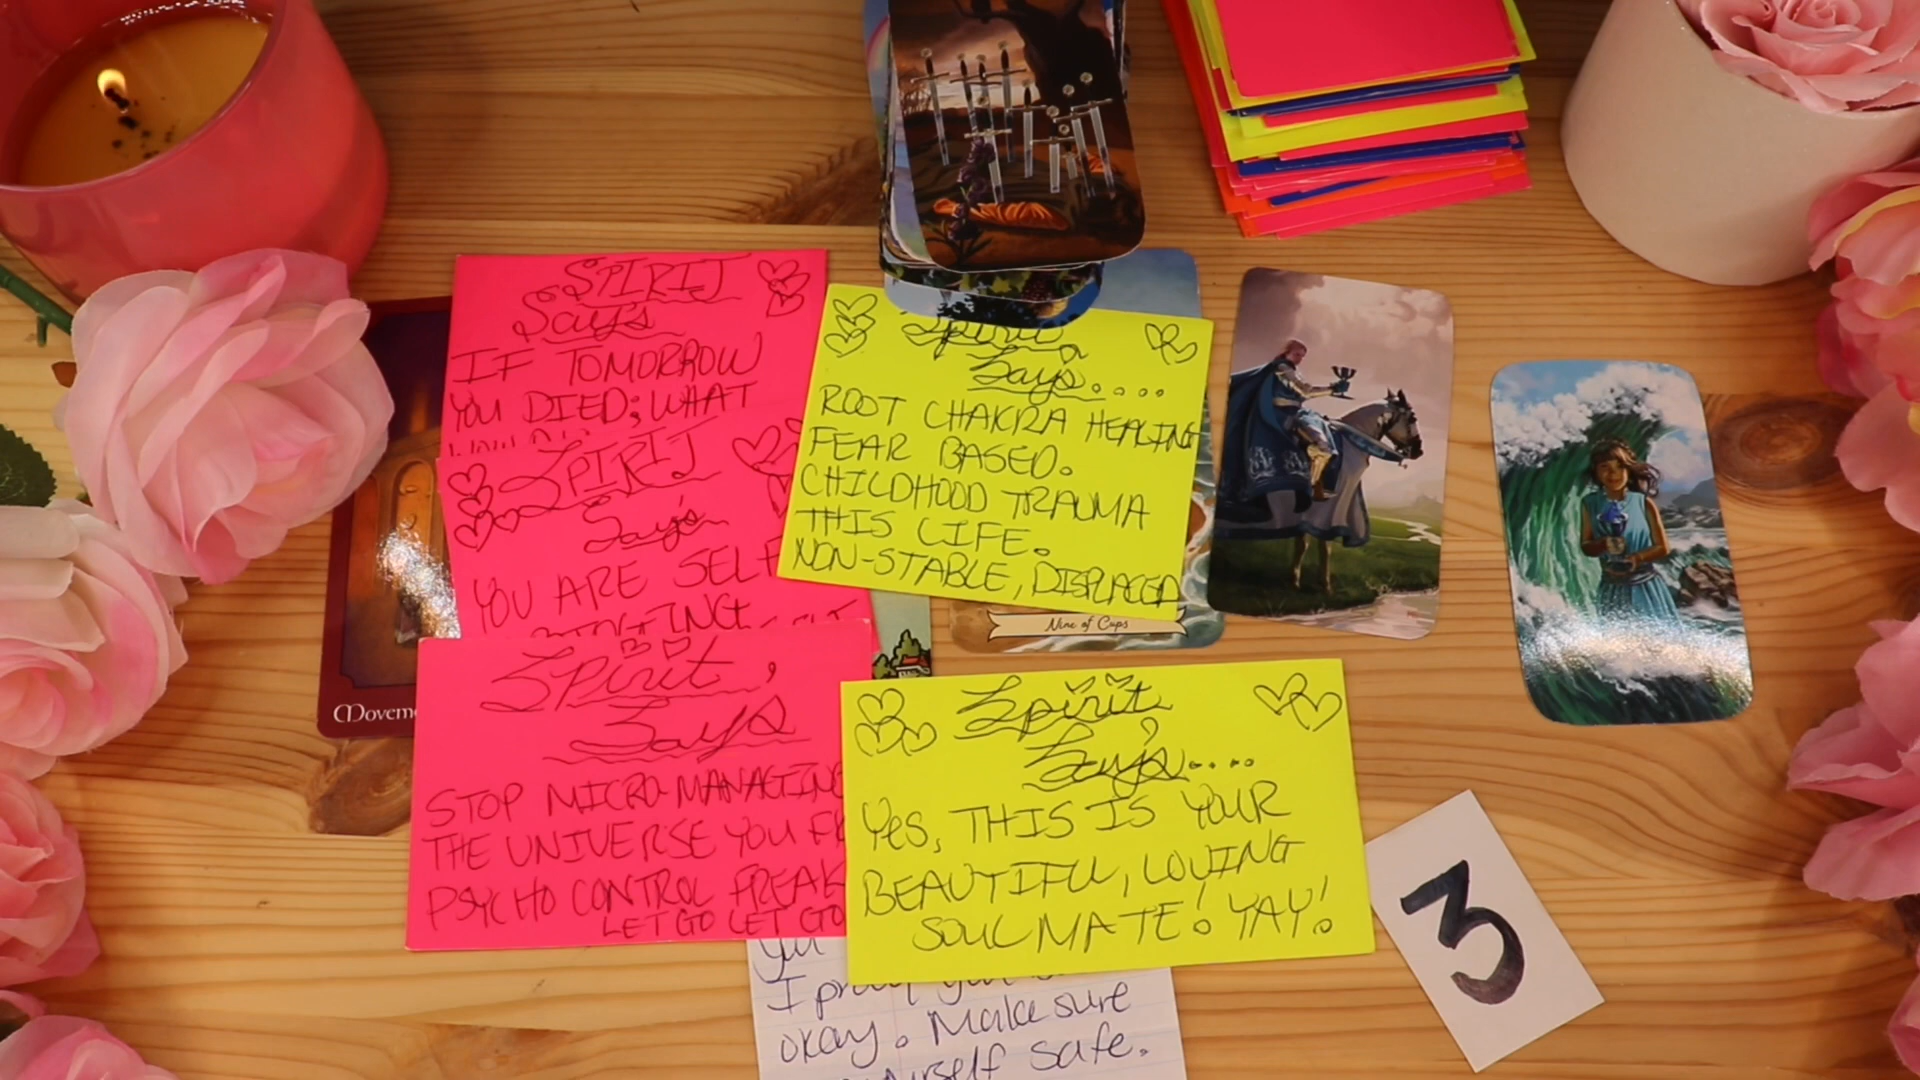 SPIRIT
Says
IF TOMORROW
YOU DIED; WHAT
SPIRIT
Says
YOU ARE SELF
Spirit,
Says
STOP MICRO-MANAGING
THE UNIVERSE YOU
PSYCHO CONTROL FREAK
LET GO LET GO
Spirit
Says....
ROOT CHAKRA HEALING
FEAR BASED.
CHILDHOOD TRAUMA
THIS LIFE.
NON-STABLE, DISPLACED
Nine of Cups
Spirit
Says....
Yes, THIS IS YOUR
BEAUTIFUL, LOVING
SOULMATE! YAY!
3
I
okay. Make sure
safe.